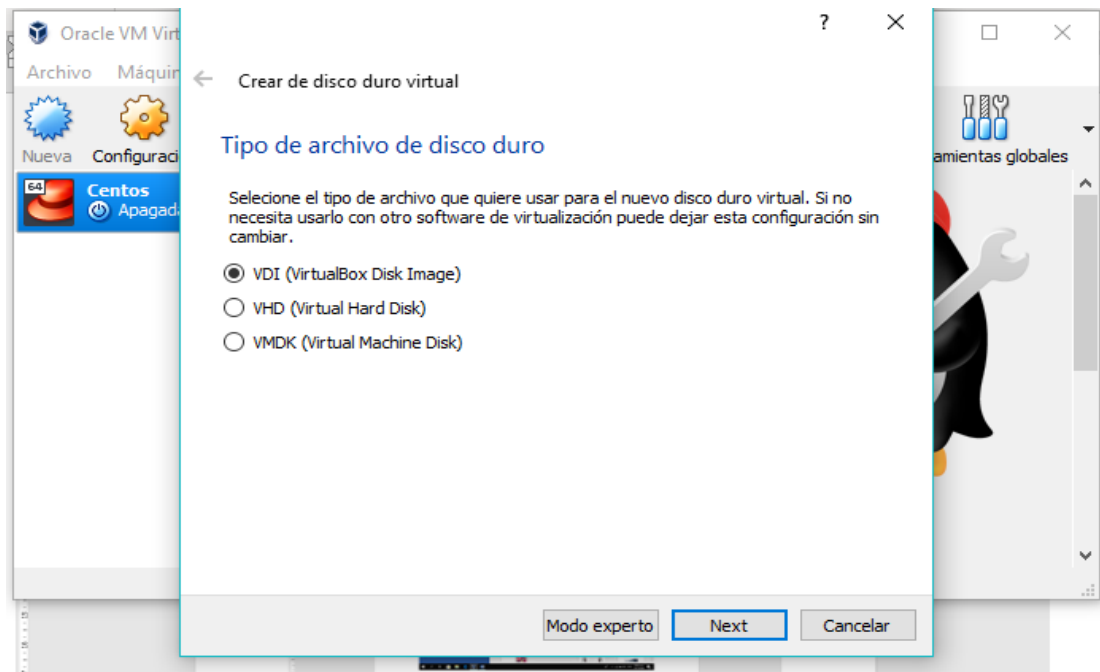 Oracle VM Virt
Archivo Máquin
Nueva Configuraci
64 Centos
Apagada
?
Crear de disco duro virtual
Tipo de archivo de disco duro
Selecione el tipo de archivo que quiere usar para el nuevo disco duro virtual. Si no
necesita usarlo con otro software de virtualización puede dejar esta configuración sin
cambiar.
VDI (VirtualBox Disk Image)
VHD (Virtual Hard Disk)
VMDK (Virtual Machine Disk)
Modo experto Next Cancelar
amientas globales